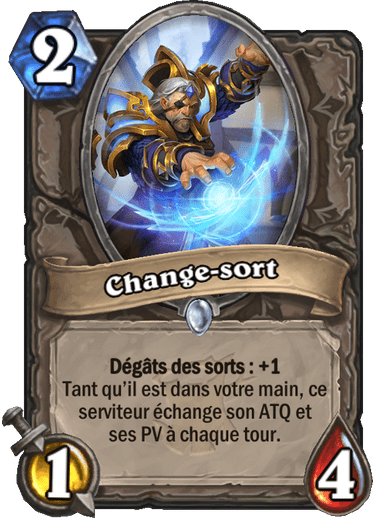 2
Change-sort
Dégâts des sorts : +1
Tant qu'il est dans votre main, ce
serviteur échange son ATQ et
ses PV à chaque tour.
1
4